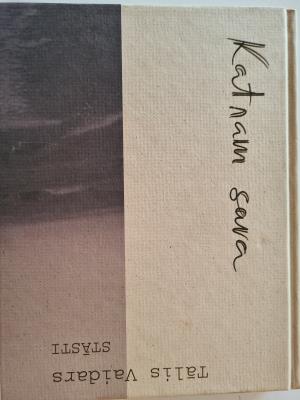 Katram sava
Tālis Vaidars
STĀSTI